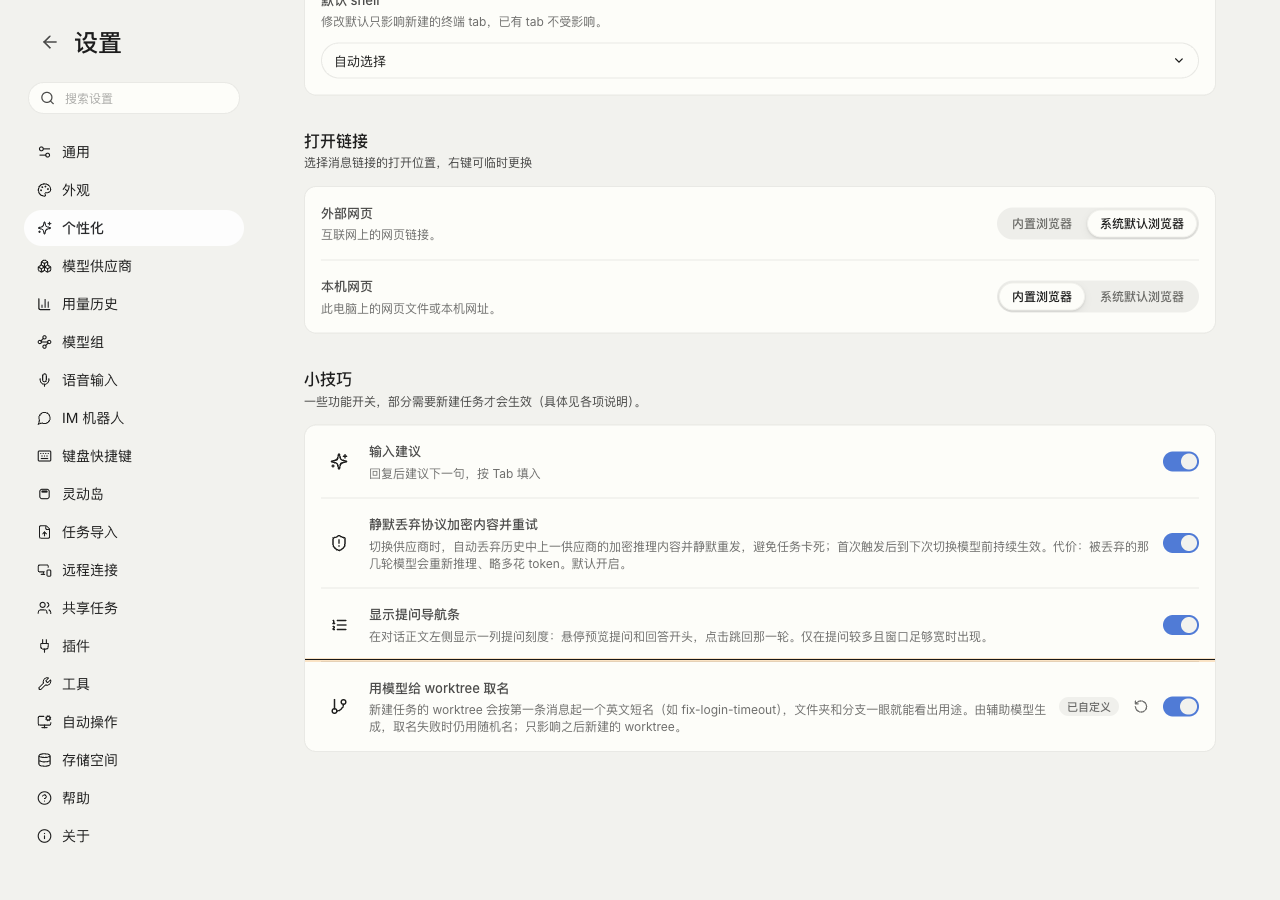 设置
搜索设置
通用
外观
个性化
模型供应商
用量历史
模型组
语音输入
IM 机器人
键盘快捷键
灵动岛
任务导入
远程连接
共享任务
插件
工具
自动操作
存储空间
帮助
关于
默认 shell
修改默认只影响新建的终端 tab，已有 tab 不受影响。
自动选择
打开链接
选择消息链接的打开位置，右键可临时更换
外部网页
互联网上的网页链接。
内置浏览器 系统默认浏览器
本机网页
此电脑上的网页文件或本机网址。
内置浏览器 系统默认浏览器
小技巧
一些功能开关，部分需要新建任务才会生效（具体见各项说明）。
输入建议
回复后建议下一句，按 Tab 填入
静默丢弃协议加密内容并重试
切换供应商时，自动丢弃历史中上一供应商的加密推理内容并静默重发，避免任务卡死；首次触发后到下次切换模型前持续生效。代价：被丢弃的那
几轮模型会重新推理、略多花 token。默认开启。
显示提问导航条
在对话正文左侧显示一列提问刻度：悬停预览提问和回答开头，点击跳回那一轮。仅在提问较多且窗口足够宽时出现。
用模型给 worktree 取名
新建任务的 worktree 会按第一条消息起一个英文短名（如 fix-login-timeout），文件夹和分支一眼就能看出用途。由辅助模型生
成，取名失败时仍用随机名；只影响之后新建的 worktree。
已自定义